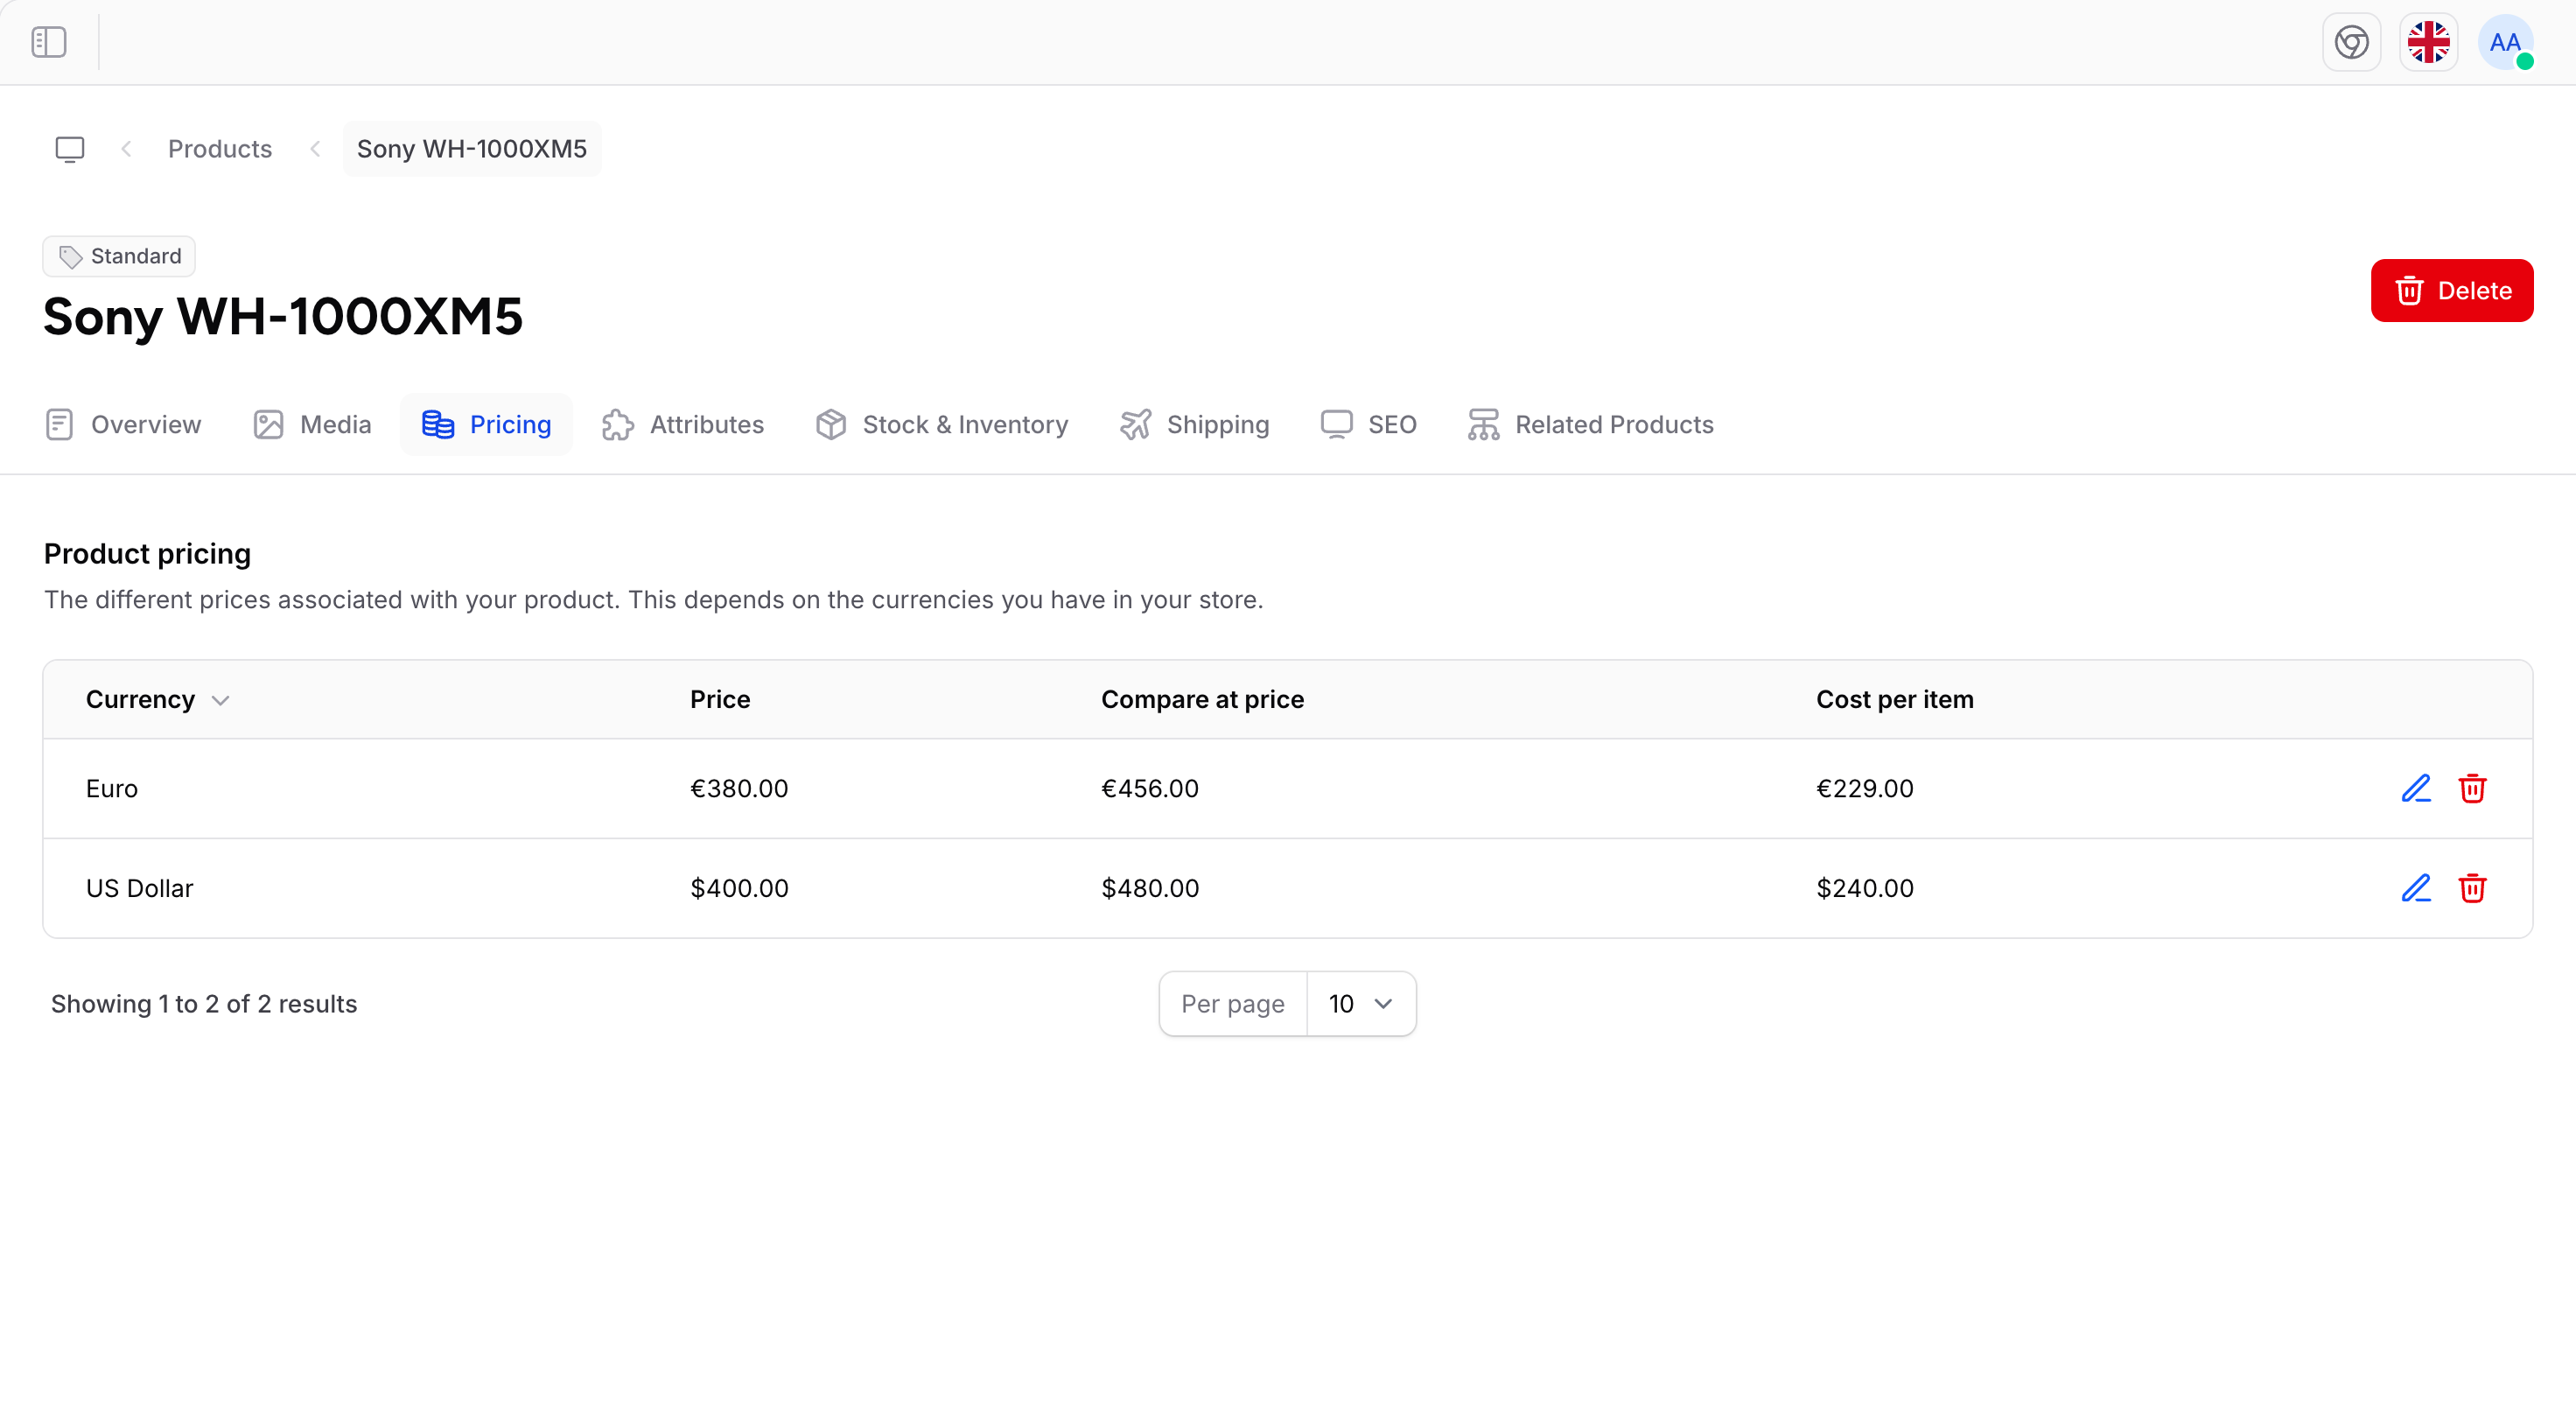 AA
Products
Sony WH-1000XM5
Standard
Sony WH-1000XM5
Delete
Overview Media Pricing Attributes Stock & Inventory Shipping SEO Related Products
Product pricing
The different prices associated with your product. This depends on the currencies you have in your store.
Currency Price Compare at price Cost per item
Euro €380.00 €456.00 €229.00
US Dollar $400.00 $480.00 $240.00
Showing 1 to 2 of 2 results
Per page 10